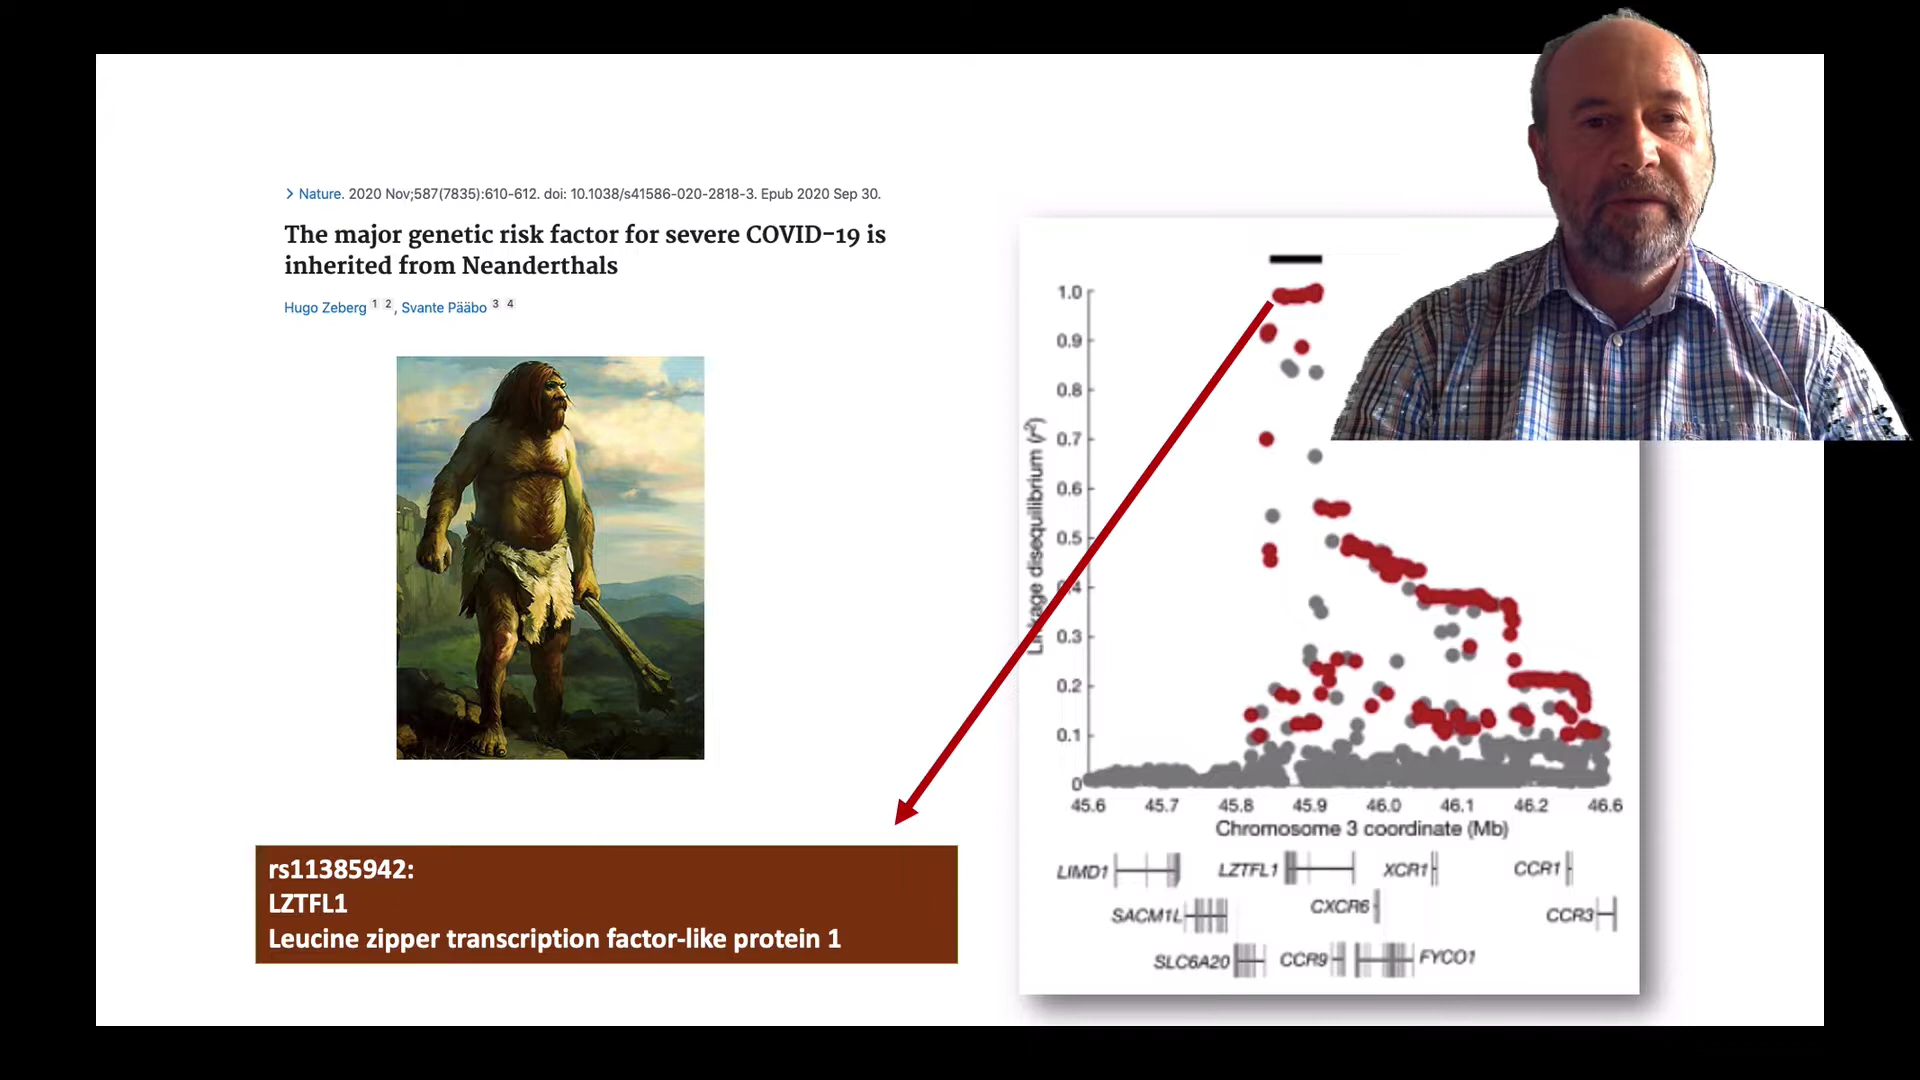 > Nature. 2020 Nov;587(7835):610-612. doi: 10.1038/s41586-020-2818-3. Epub 2020 Sep 30.
The major genetic risk factor for severe COVID-19 is
inherited from Neanderthals
Hugo Zeberg 1 2, Svante Pääbo 3 4
rs11385942:
LZTFL1
Leucine zipper transcription factor-like protein 1
Linkage disequilibrium (r²)
1.0
0.9
0.8
0.7
0.6
0.5
0.4
0.3
0.2
0.1
0
45.6 45.7 45.8 45.9 46.0 46.1 46.2 46.6
Chromosome 3 coordinate (Mb)
LIMD1 LZTFL1 XCR1 CCR1
SACM1L CXCR6 CCR3
SLC6A20 CCR9 FYCO1